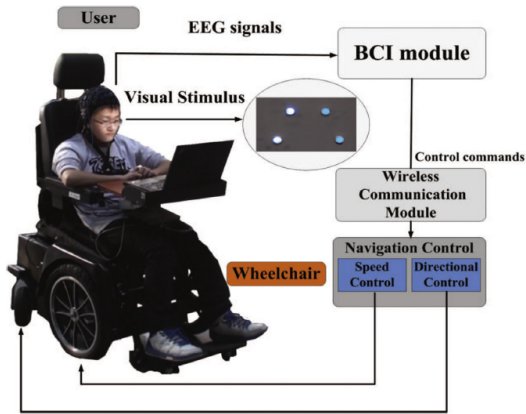 User
EEG signals
BCI module
Visual Stimulus
Control commands
Wireless
Communication
Module
Navigation Control
Speed
Control
Directional
Control
Wheelchair